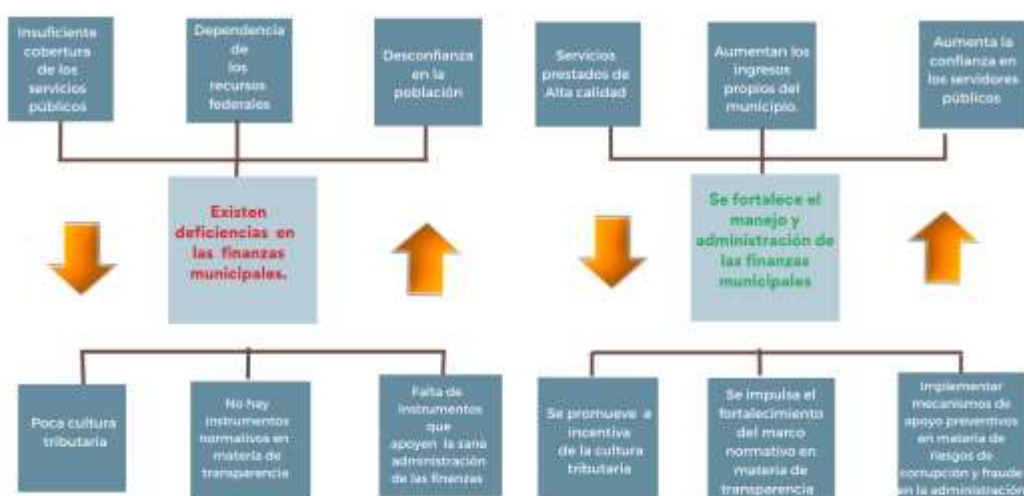 Insuficiente
cobertura
de los
servicios
públicos
Dependencia
de
los
recursos
federales
Desconfianza
en la
población
Existen
deficiencias en
las finanzas
municipales.
Poca cultura
tributaria
No hay
instrumentos
normativos en
materia de
transparencia
Falta de
instrumentos
que
apoyen la sana
administración
de las finanzas
Servicios
prestados de
Alta calidad
Aumentan los
ingresos
propios del
municipio.
Aumenta la
confianza en
los servidores
públicos
Se fortalece el
manejo y
administración de
las finanzas
municipales
Se promueve e
incentiva
de la cultura
tributaria
Se impulsa el
fortalecimiento
del marco
normativo en
materia de
transparencia
Implementar
mecanismos de
apoyo preventivos
en materia de
riesgos de
corrupción y fraude
en la administración